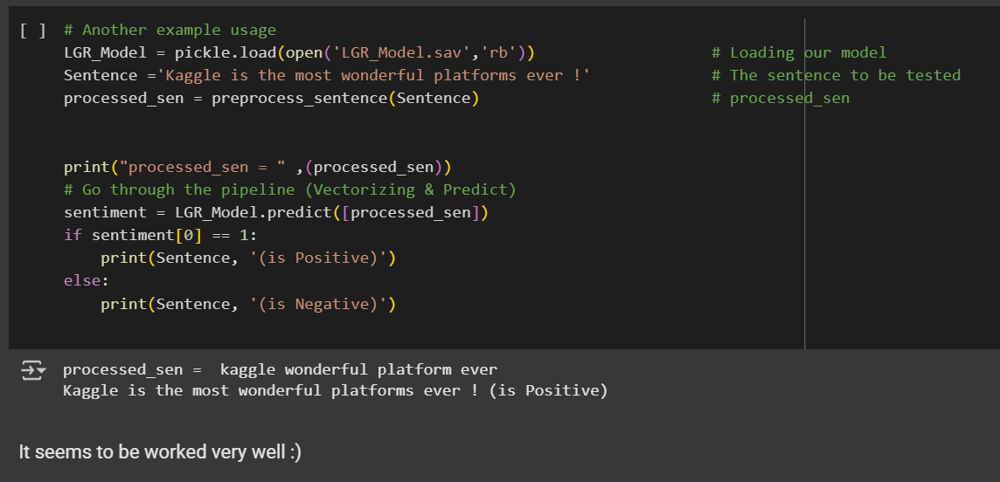 [ ] # Another example usage
LGR_Model = pickle.load(open('LGR_Model.sav','rb')) # Loading our model
Sentence ='Kaggle is the most wonderful platforms ever !' # The sentence to be tested
processed_sen = preprocess_sentence(Sentence) # processed_sen
print("processed_sen = " ,(processed_sen))
# Go through the pipeline (Vectorizing & Predict)
sentiment = LGR_Model.predict([processed_sen])
if sentiment[0] == 1:
    print(Sentence, '(is Positive)')
else:
    print(Sentence, '(is Negative)')
processed_sen =  kaggle wonderful platform ever
Kaggle is the most wonderful platforms ever ! (is Positive)
It seems to be worked very well :)